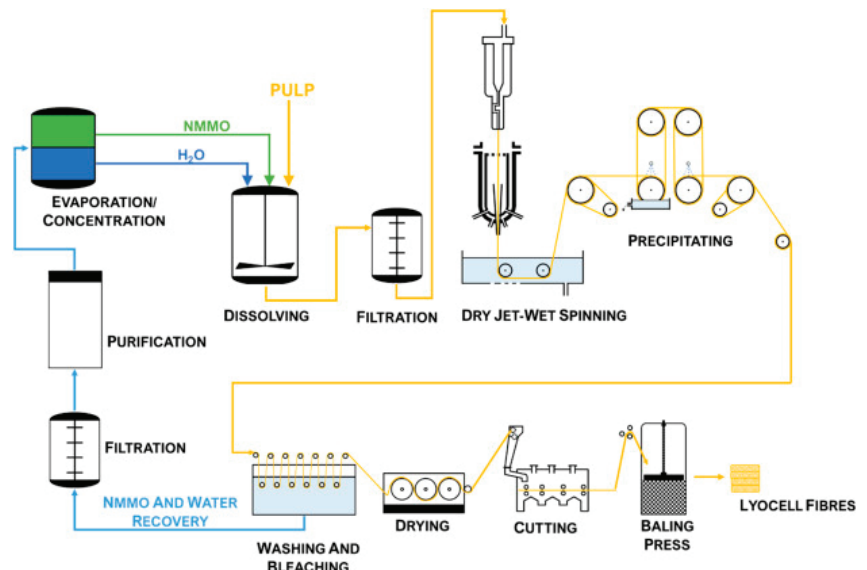 PULP
NMMO
H₂O
EVAPORATION/
CONCENTRATION
DISSOLVING
FILTRATION
DRY JET-WET SPINNING
PRECIPITATING
PURIFICATION
FILTRATION
NMMO AND WATER
RECOVERY
WASHING AND
BLEACHING
DRYING
CUTTING
BALING
PRESS
LYOCELL FIBRES